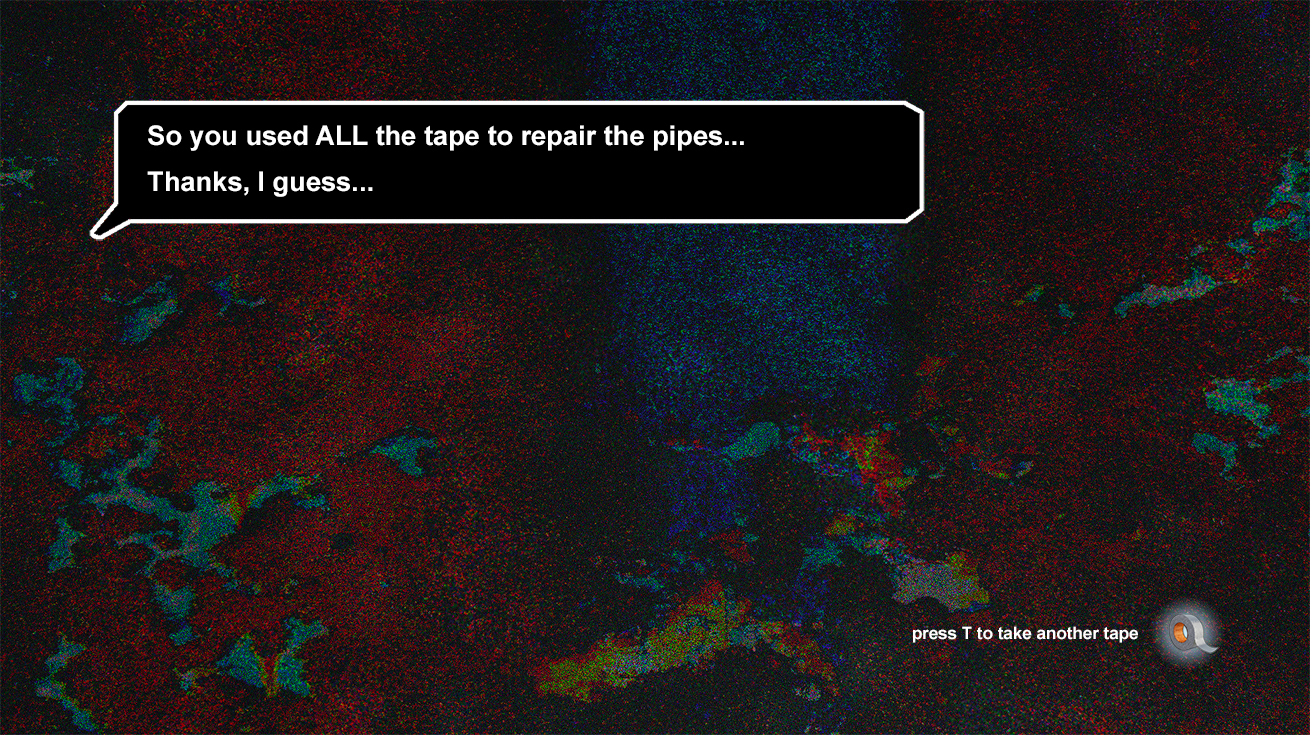 So you used ALL the tape to repair the pipes...
Thanks, I guess...
press T to take another tape